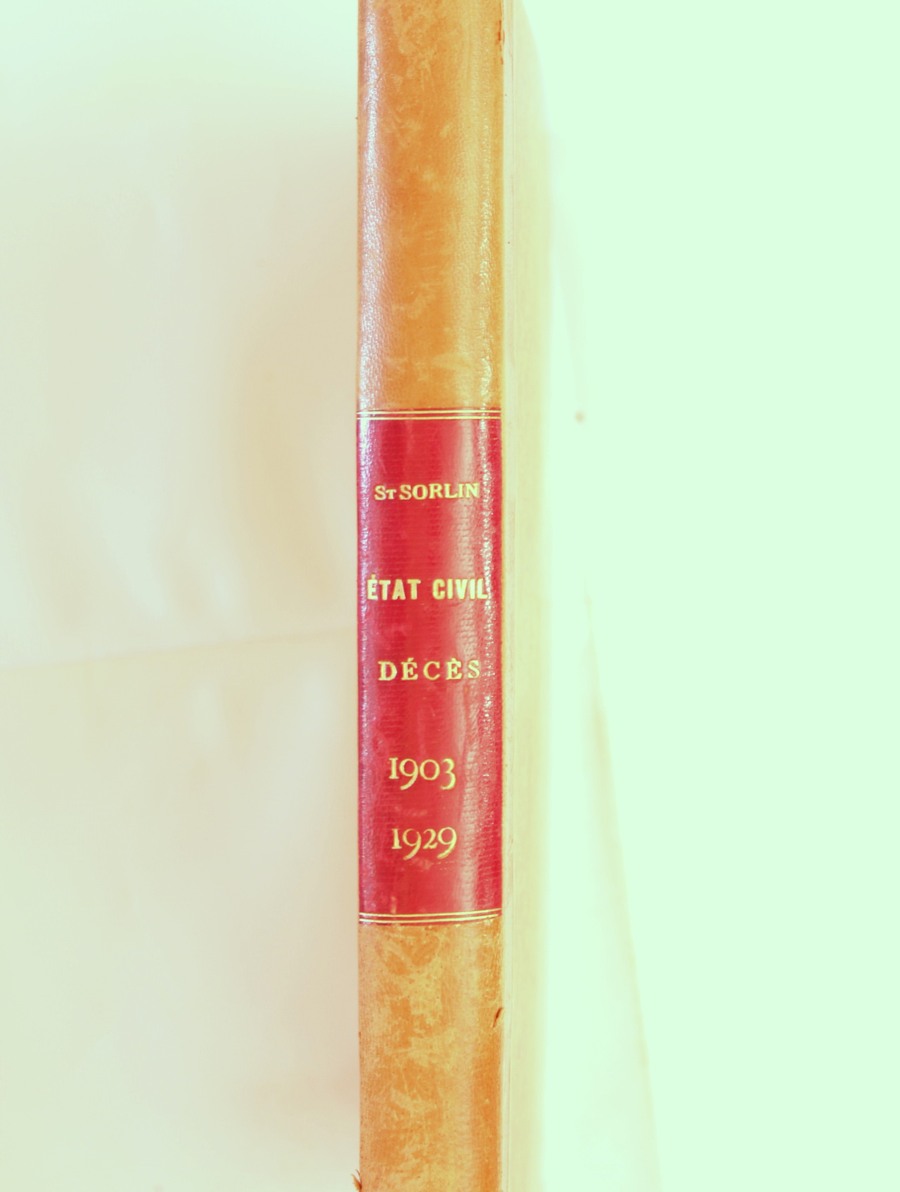 St SORLIN
ÉTAT CIVIL
DÉCÈS
1903
1929